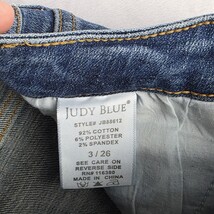 JUDY BLUE
STYLE# JB88612
92% COTTON
6% POLYESTER
2% SPANDEX
3 / 26
SEE CARE ON
REVERSE SIDE
RN# 116380
MADE IN CHINA